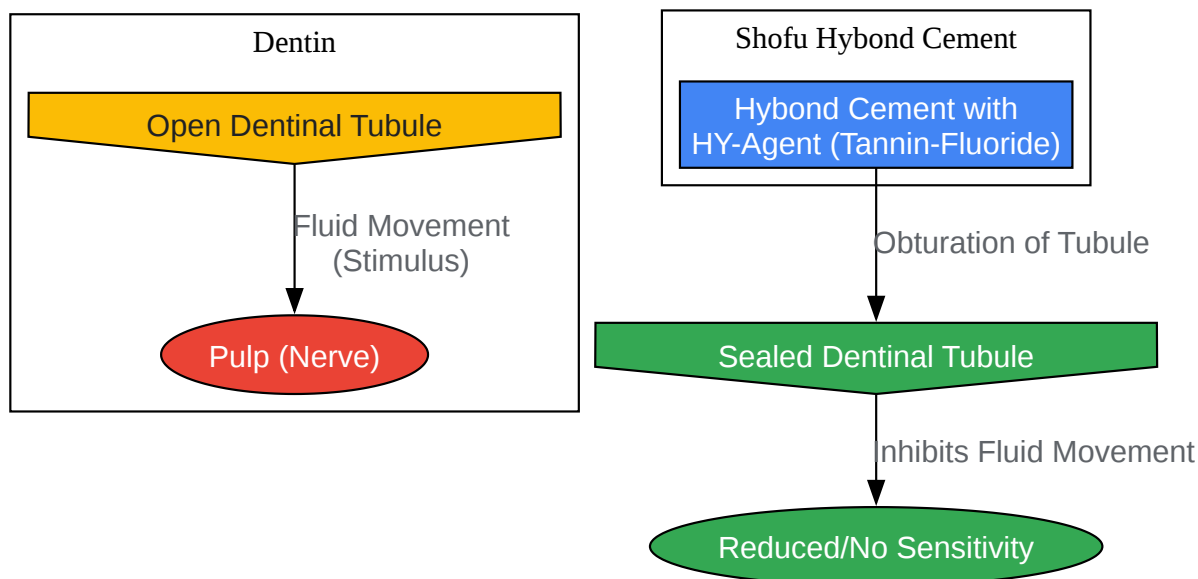 Dentin
Open Dentinal Tubule
Fluid Movement
(Stimulus)
Pulp (Nerve)
Shofu Hybond Cement
Hybond Cement with
HY-Agent (Tannin-Fluoride)
Obturation of Tubule
Sealed Dentinal Tubule
Inhibits Fluid Movement
Reduced/No Sensitivity